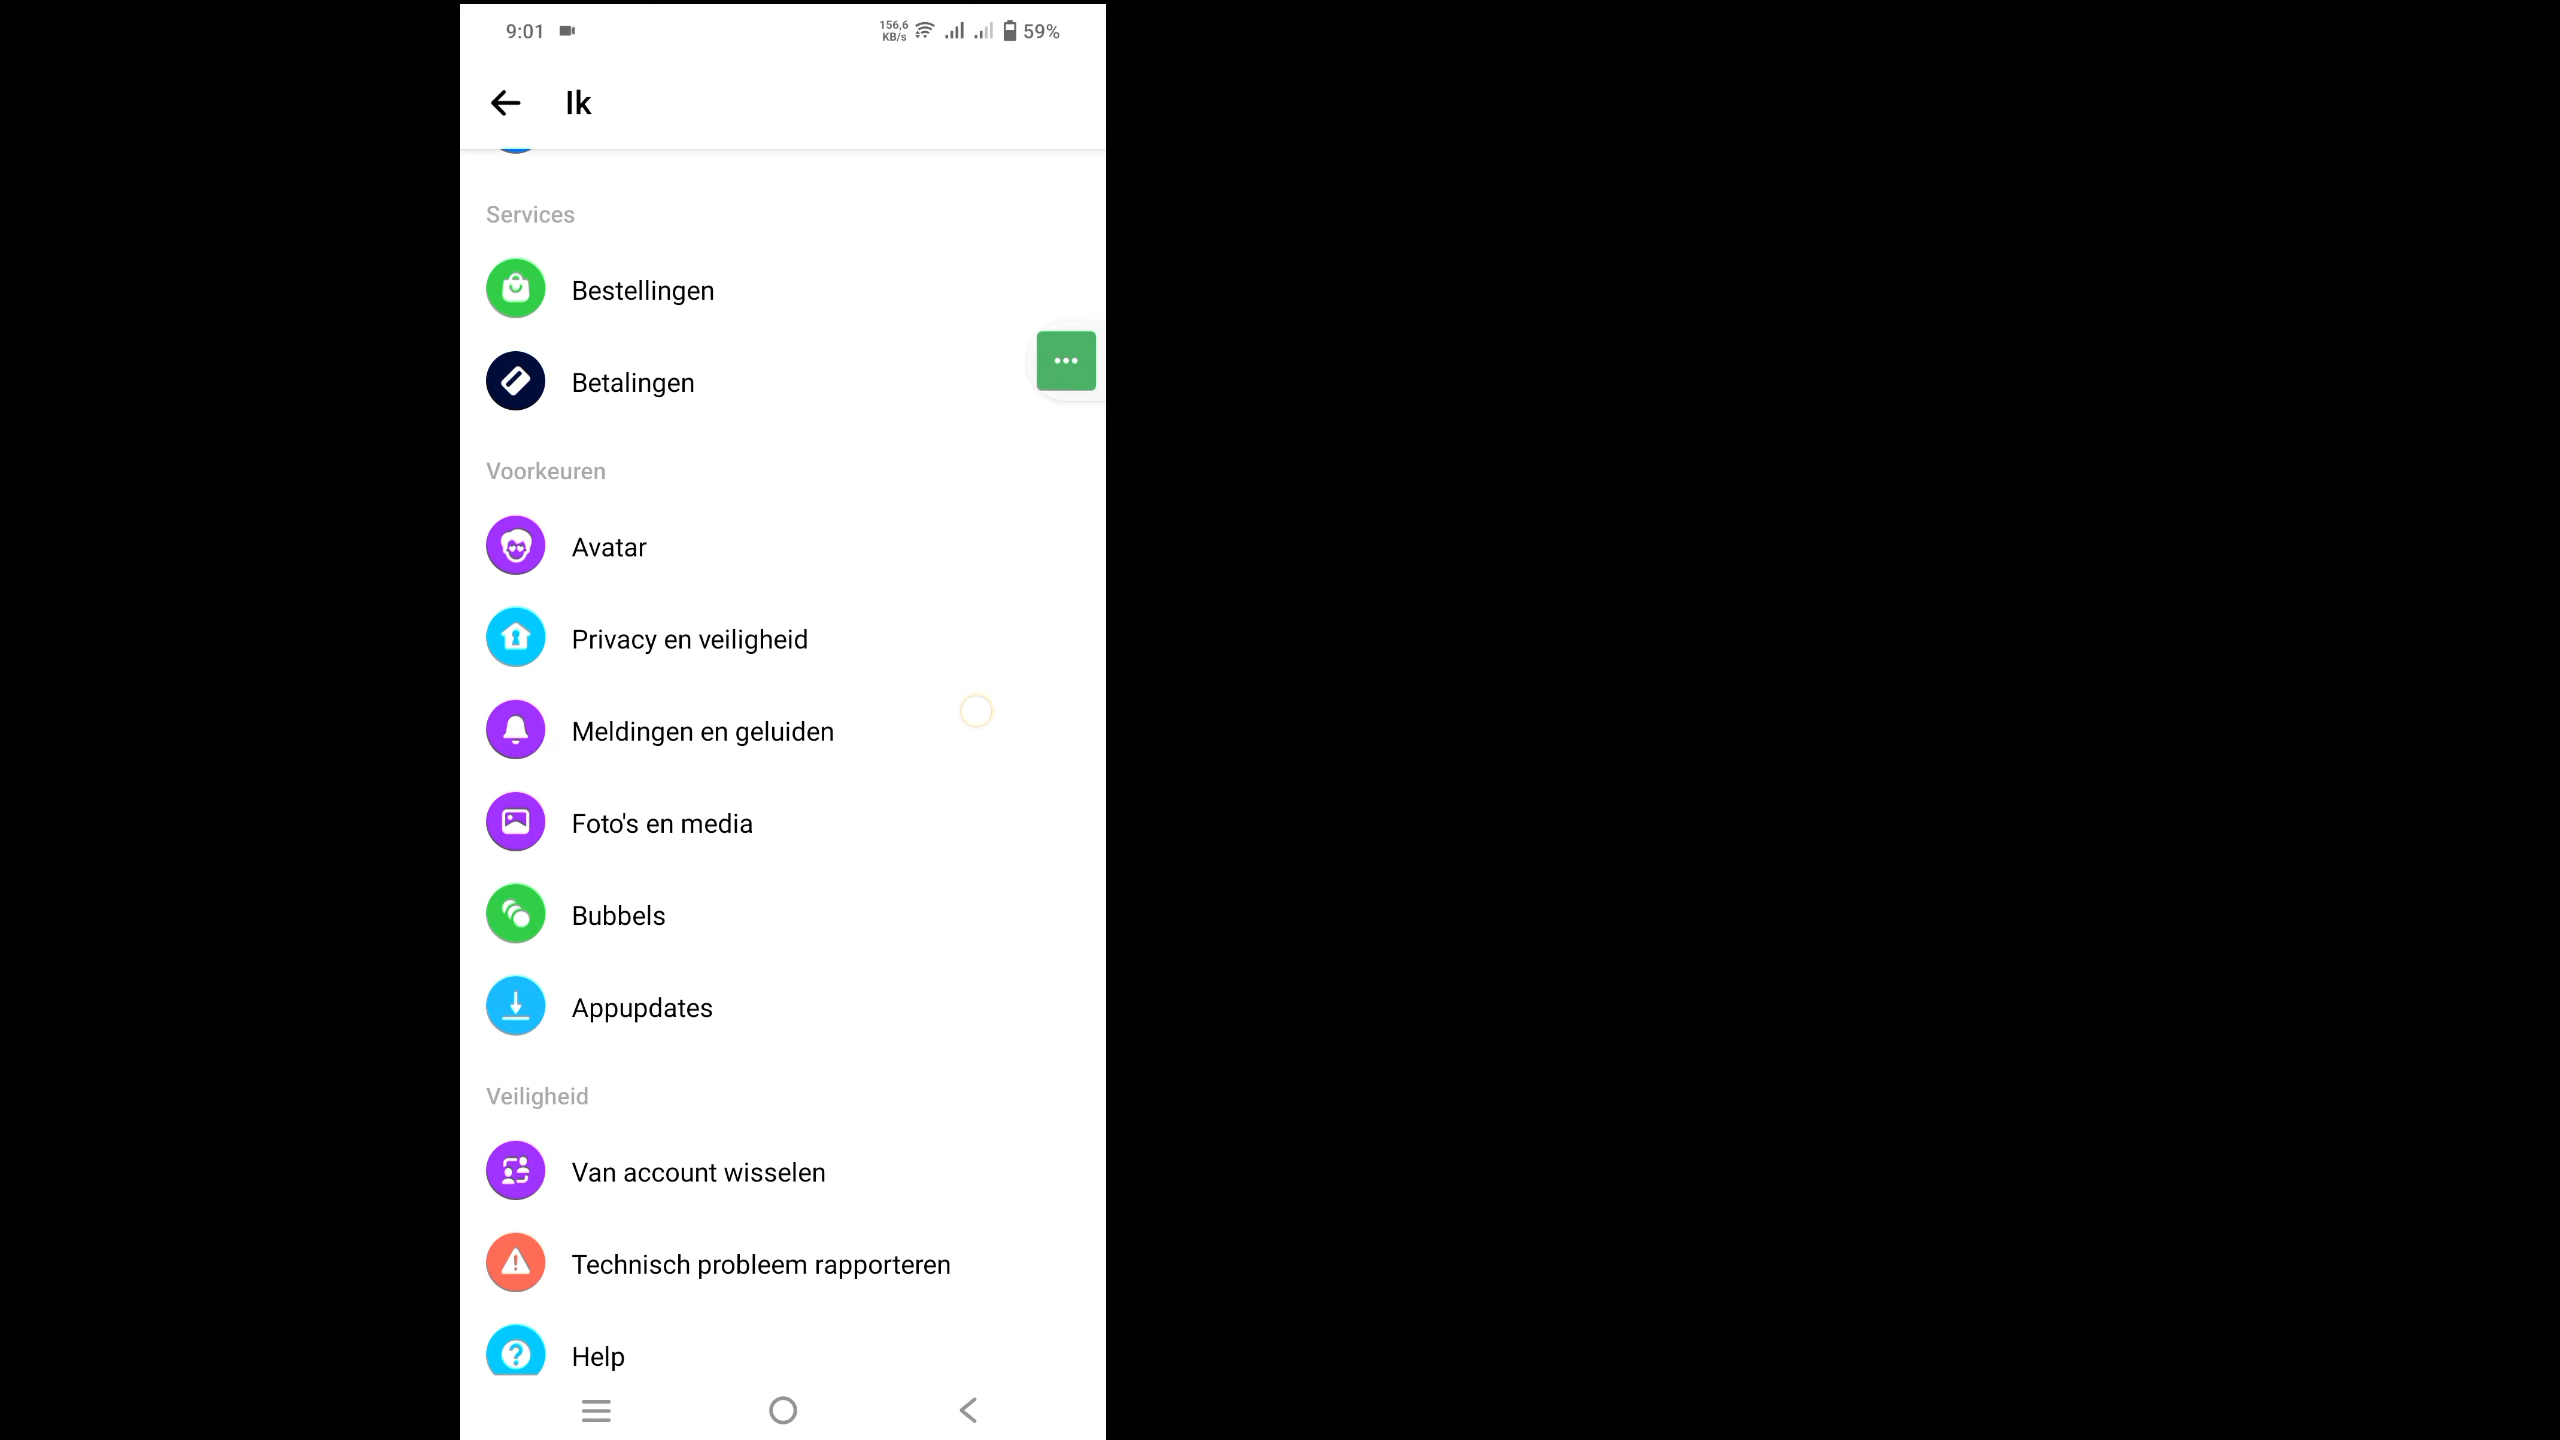 9:01
156,6
KB/s
59%
Ik
Services
Bestellingen
Betalingen
Voorkeuren
Avatar
Privacy en veiligheid
Meldingen en geluiden
Foto's en media
Bubbels
Appupdates
Veiligheid
Van account wisselen
Technisch probleem rapporteren
Help